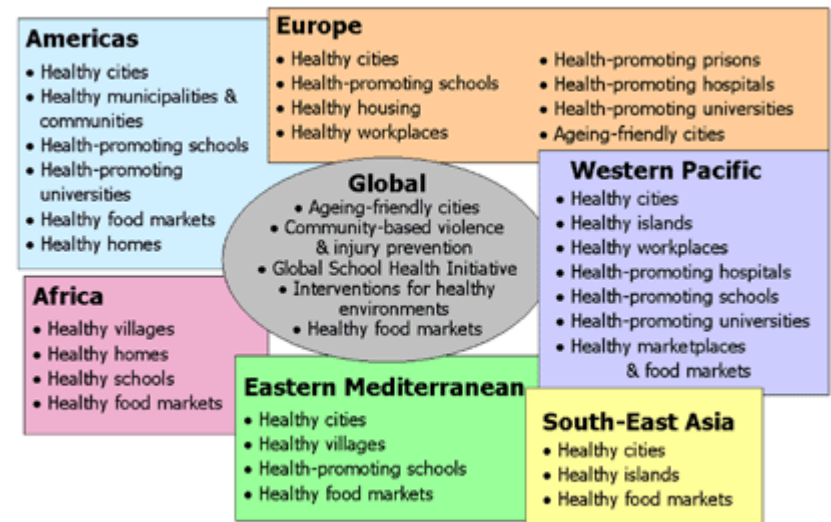 Americas
• Healthy cities
• Healthy municipalities &
communities
• Health-promoting schools
• Health-promoting
universities
• Healthy food markets
• Healthy homes
Europe
• Healthy cities
• Health-promoting schools
• Healthy housing
• Healthy workplaces
• Health-promoting prisons
• Health-promoting hospitals
• Health-promoting universities
• Ageing-friendly cities
Global
• Ageing-friendly cities
• Community-based violence
& injury prevention
• Global School Health Initiative
• Interventions for healthy
environments
• Healthy food markets
Western Pacific
• Healthy cities
• Healthy islands
• Healthy workplaces
• Health-promoting hospitals
• Health-promoting schools
• Health-promoting universities
• Healthy marketplaces
& food markets
Africa
• Healthy villages
• Healthy homes
• Healthy schools
• Healthy food markets
Eastern Mediterranean
• Healthy cities
• Healthy villages
• Health-promoting schools
• Healthy food markets
South-East Asia
• Healthy cities
• Healthy islands
• Healthy food markets